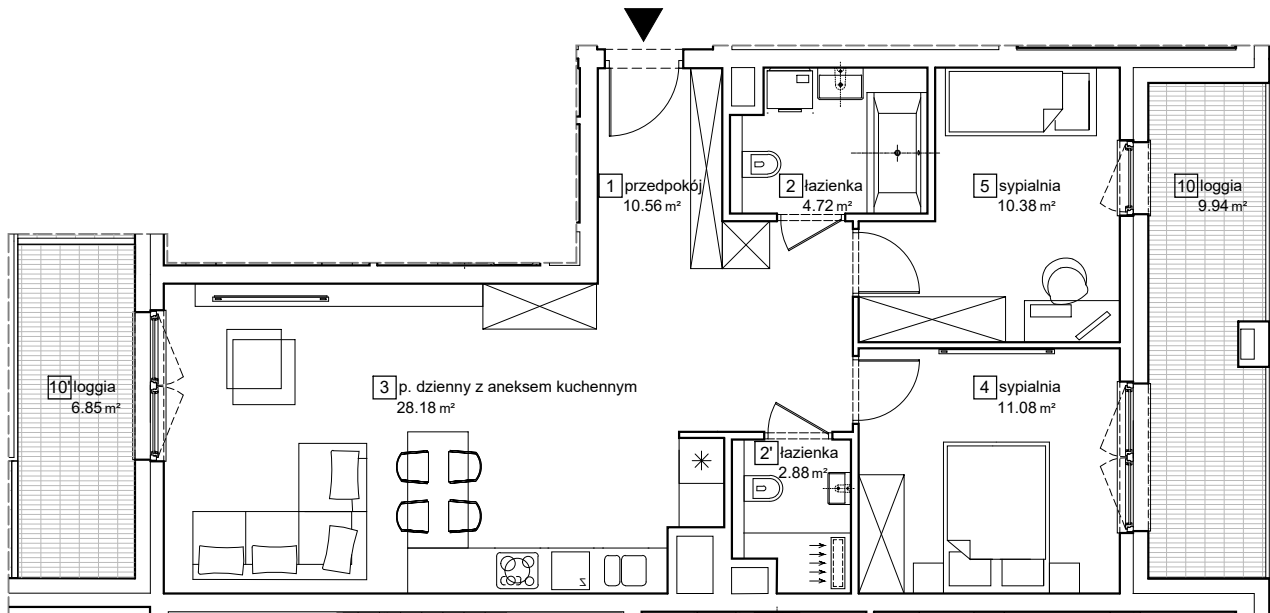 1 przedpokój
10.56 m²
2 łazienka
4.72 m²
5 sypialnia
10.38 m²
10 loggia
9.94 m²
10' loggia
6.85 m²
3 p. dzienny z aneksem kuchennym
28.18 m²
4 sypialnia
11.08 m²
2' łazienka
2.88 m²
Z